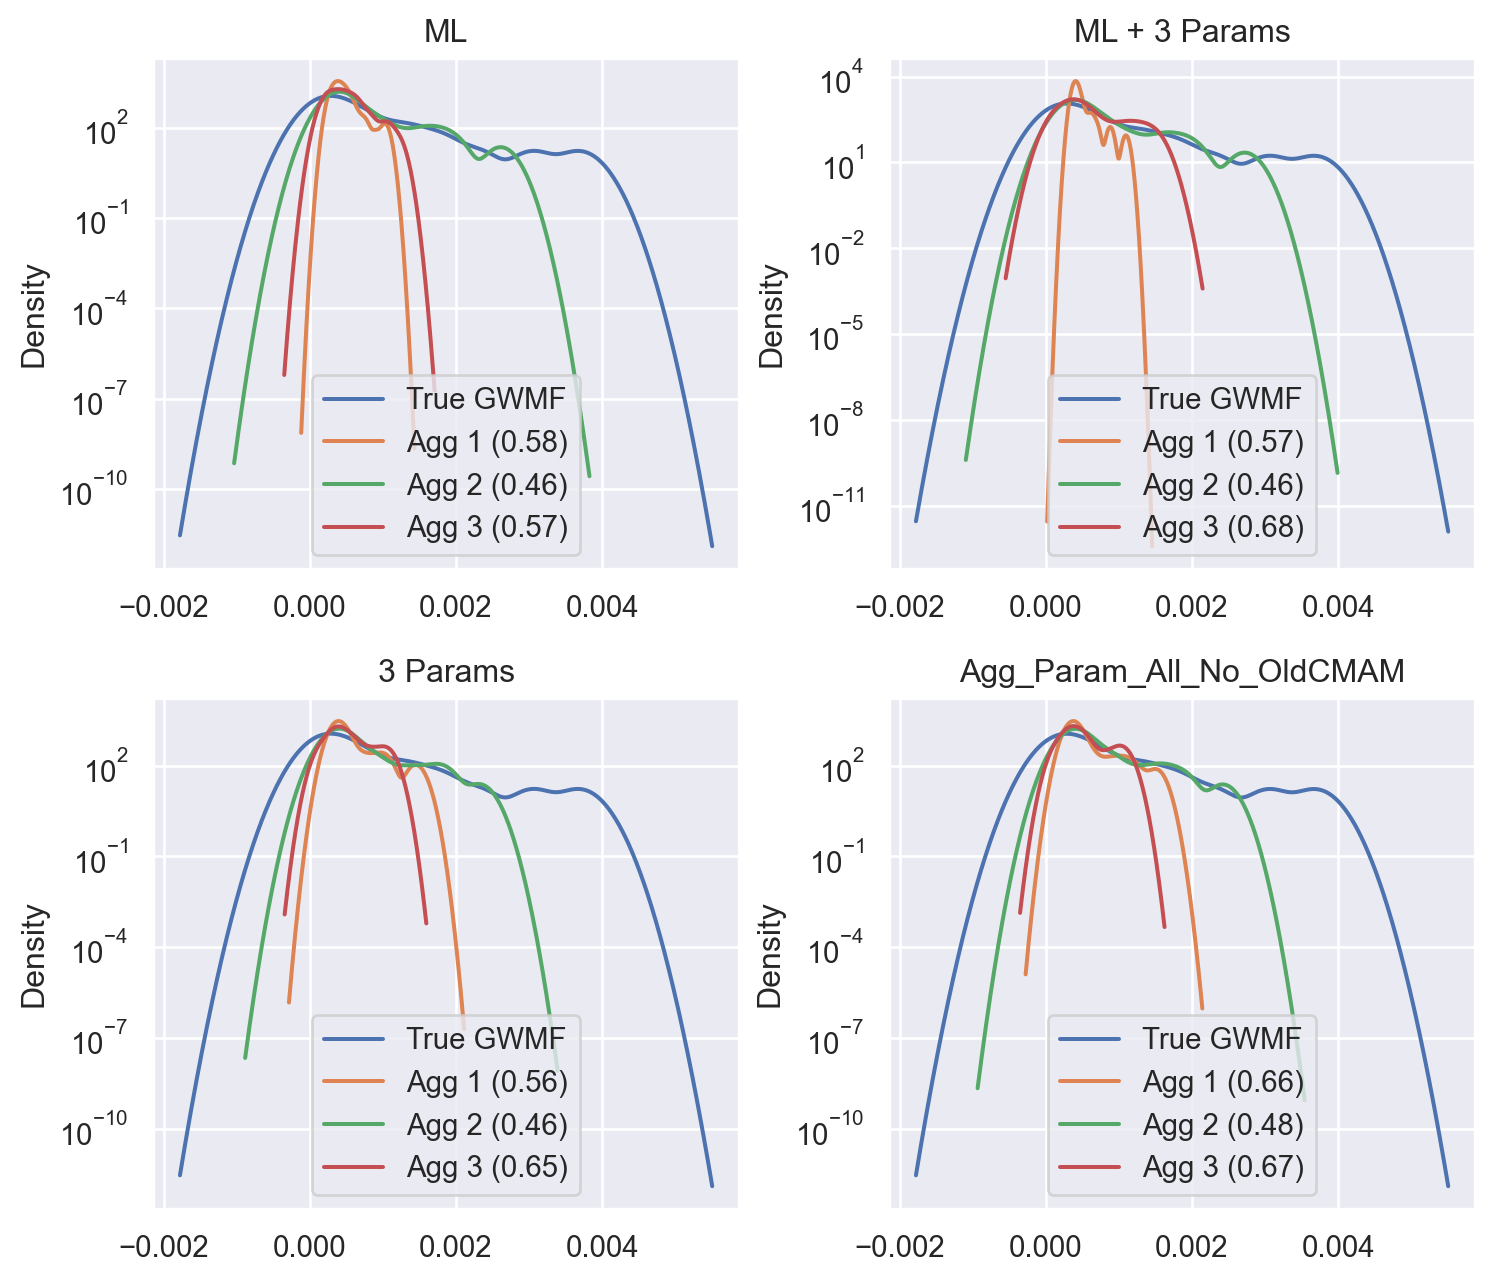 ML
Density
10^2
10^−1
10^−4
10^−7
10^−10
True GWMF
Agg 1 (0.58)
Agg 2 (0.46)
Agg 3 (0.57)
−0.002 0.000 0.002 0.004
ML + 3 Params
Density
10^4
10^1
10^−2
10^−5
10^−8
10^−11
True GWMF
Agg 1 (0.57)
Agg 2 (0.46)
Agg 3 (0.68)
−0.002 0.000 0.002 0.004
3 Params
Density
10^2
10^−1
10^−4
10^−7
10^−10
True GWMF
Agg 1 (0.56)
Agg 2 (0.46)
Agg 3 (0.65)
−0.002 0.000 0.002 0.004
Agg_Param_All_No_OldCMAM
Density
10^2
10^−1
10^−4
10^−7
10^−10
True GWMF
Agg 1 (0.66)
Agg 2 (0.48)
Agg 3 (0.67)
−0.002 0.000 0.002 0.004